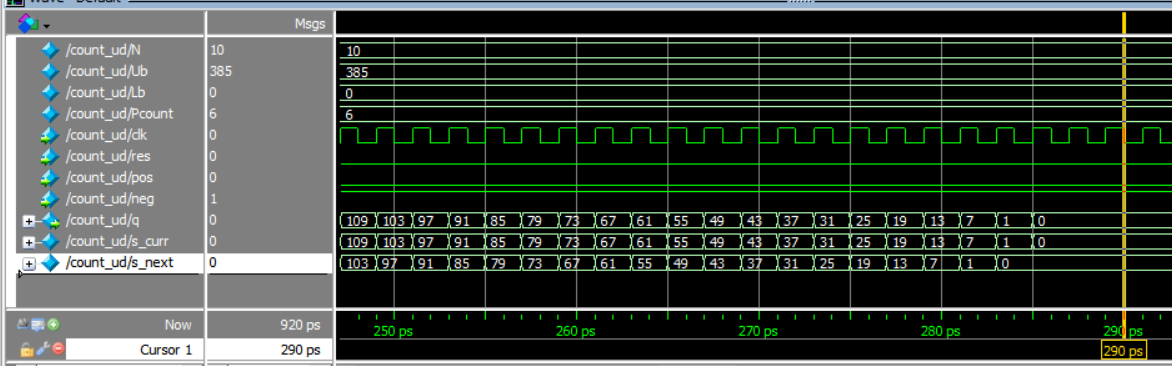 Wave - Default
Msgs
/count_ud/N 10 10
/count_ud/Ub 385 385
/count_ud/Lb 0 0
/count_ud/Pcount 6 6
/count_ud/clk 0
/count_ud/res 0
/count_ud/pos 0
/count_ud/neg 1
/count_ud/q 0 109 103 97 91 85 79 73 67 61 55 49 43 37 31 25 19 13 7 1 0
/count_ud/s_curr 0 109 103 97 91 85 79 73 67 61 55 49 43 37 31 25 19 13 7 1 0
/count_ud/s_next 0 103 97 91 85 79 73 67 61 55 49 43 37 31 25 19 13 7 1 0
Now 920 ps 250 ps 260 ps 270 ps 280 ps 290 ps
Cursor 1 290 ps 290 ps